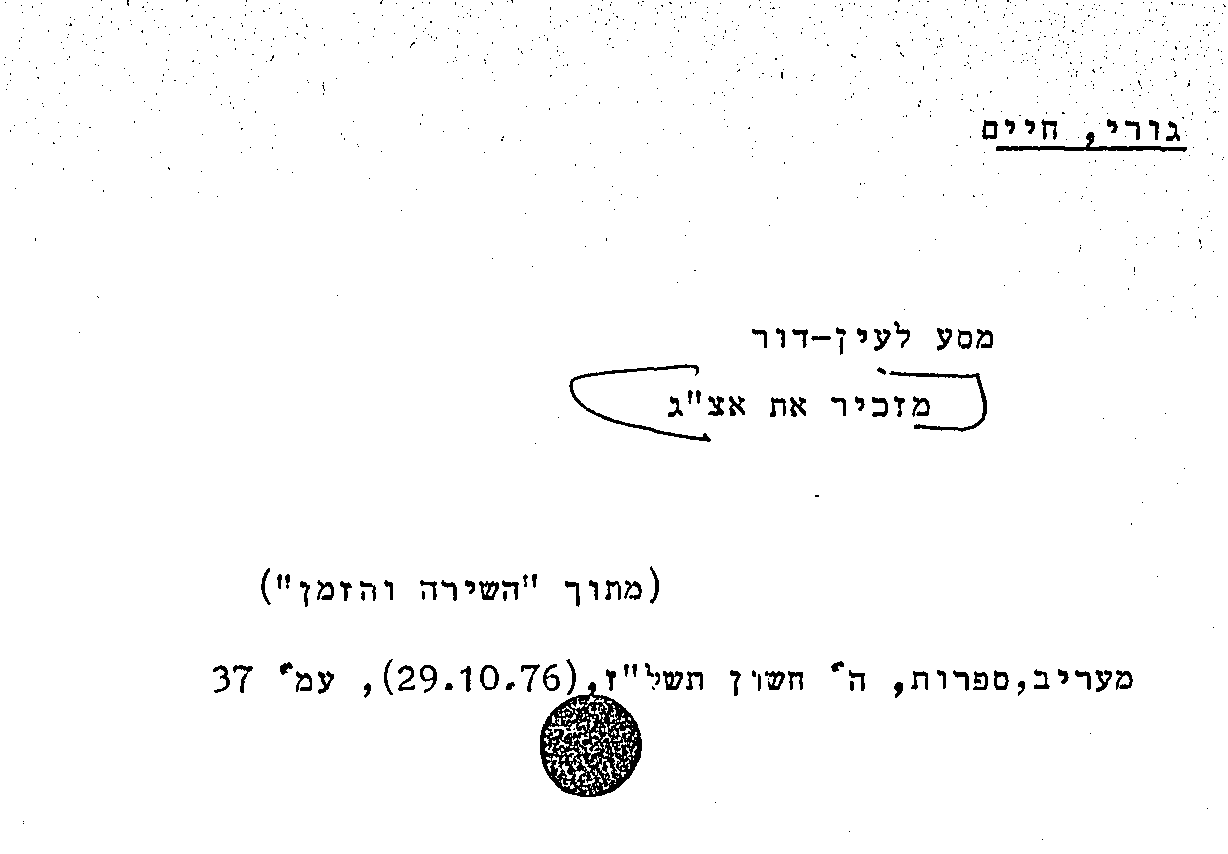 גורי, חיים
מסע לעין-דור
מזכיר את אצ"ג
(מתוך "השירה והזמן")
מעריב,ספרות, ה' חשון תשל"ז,(29.10.76), עמ' 37